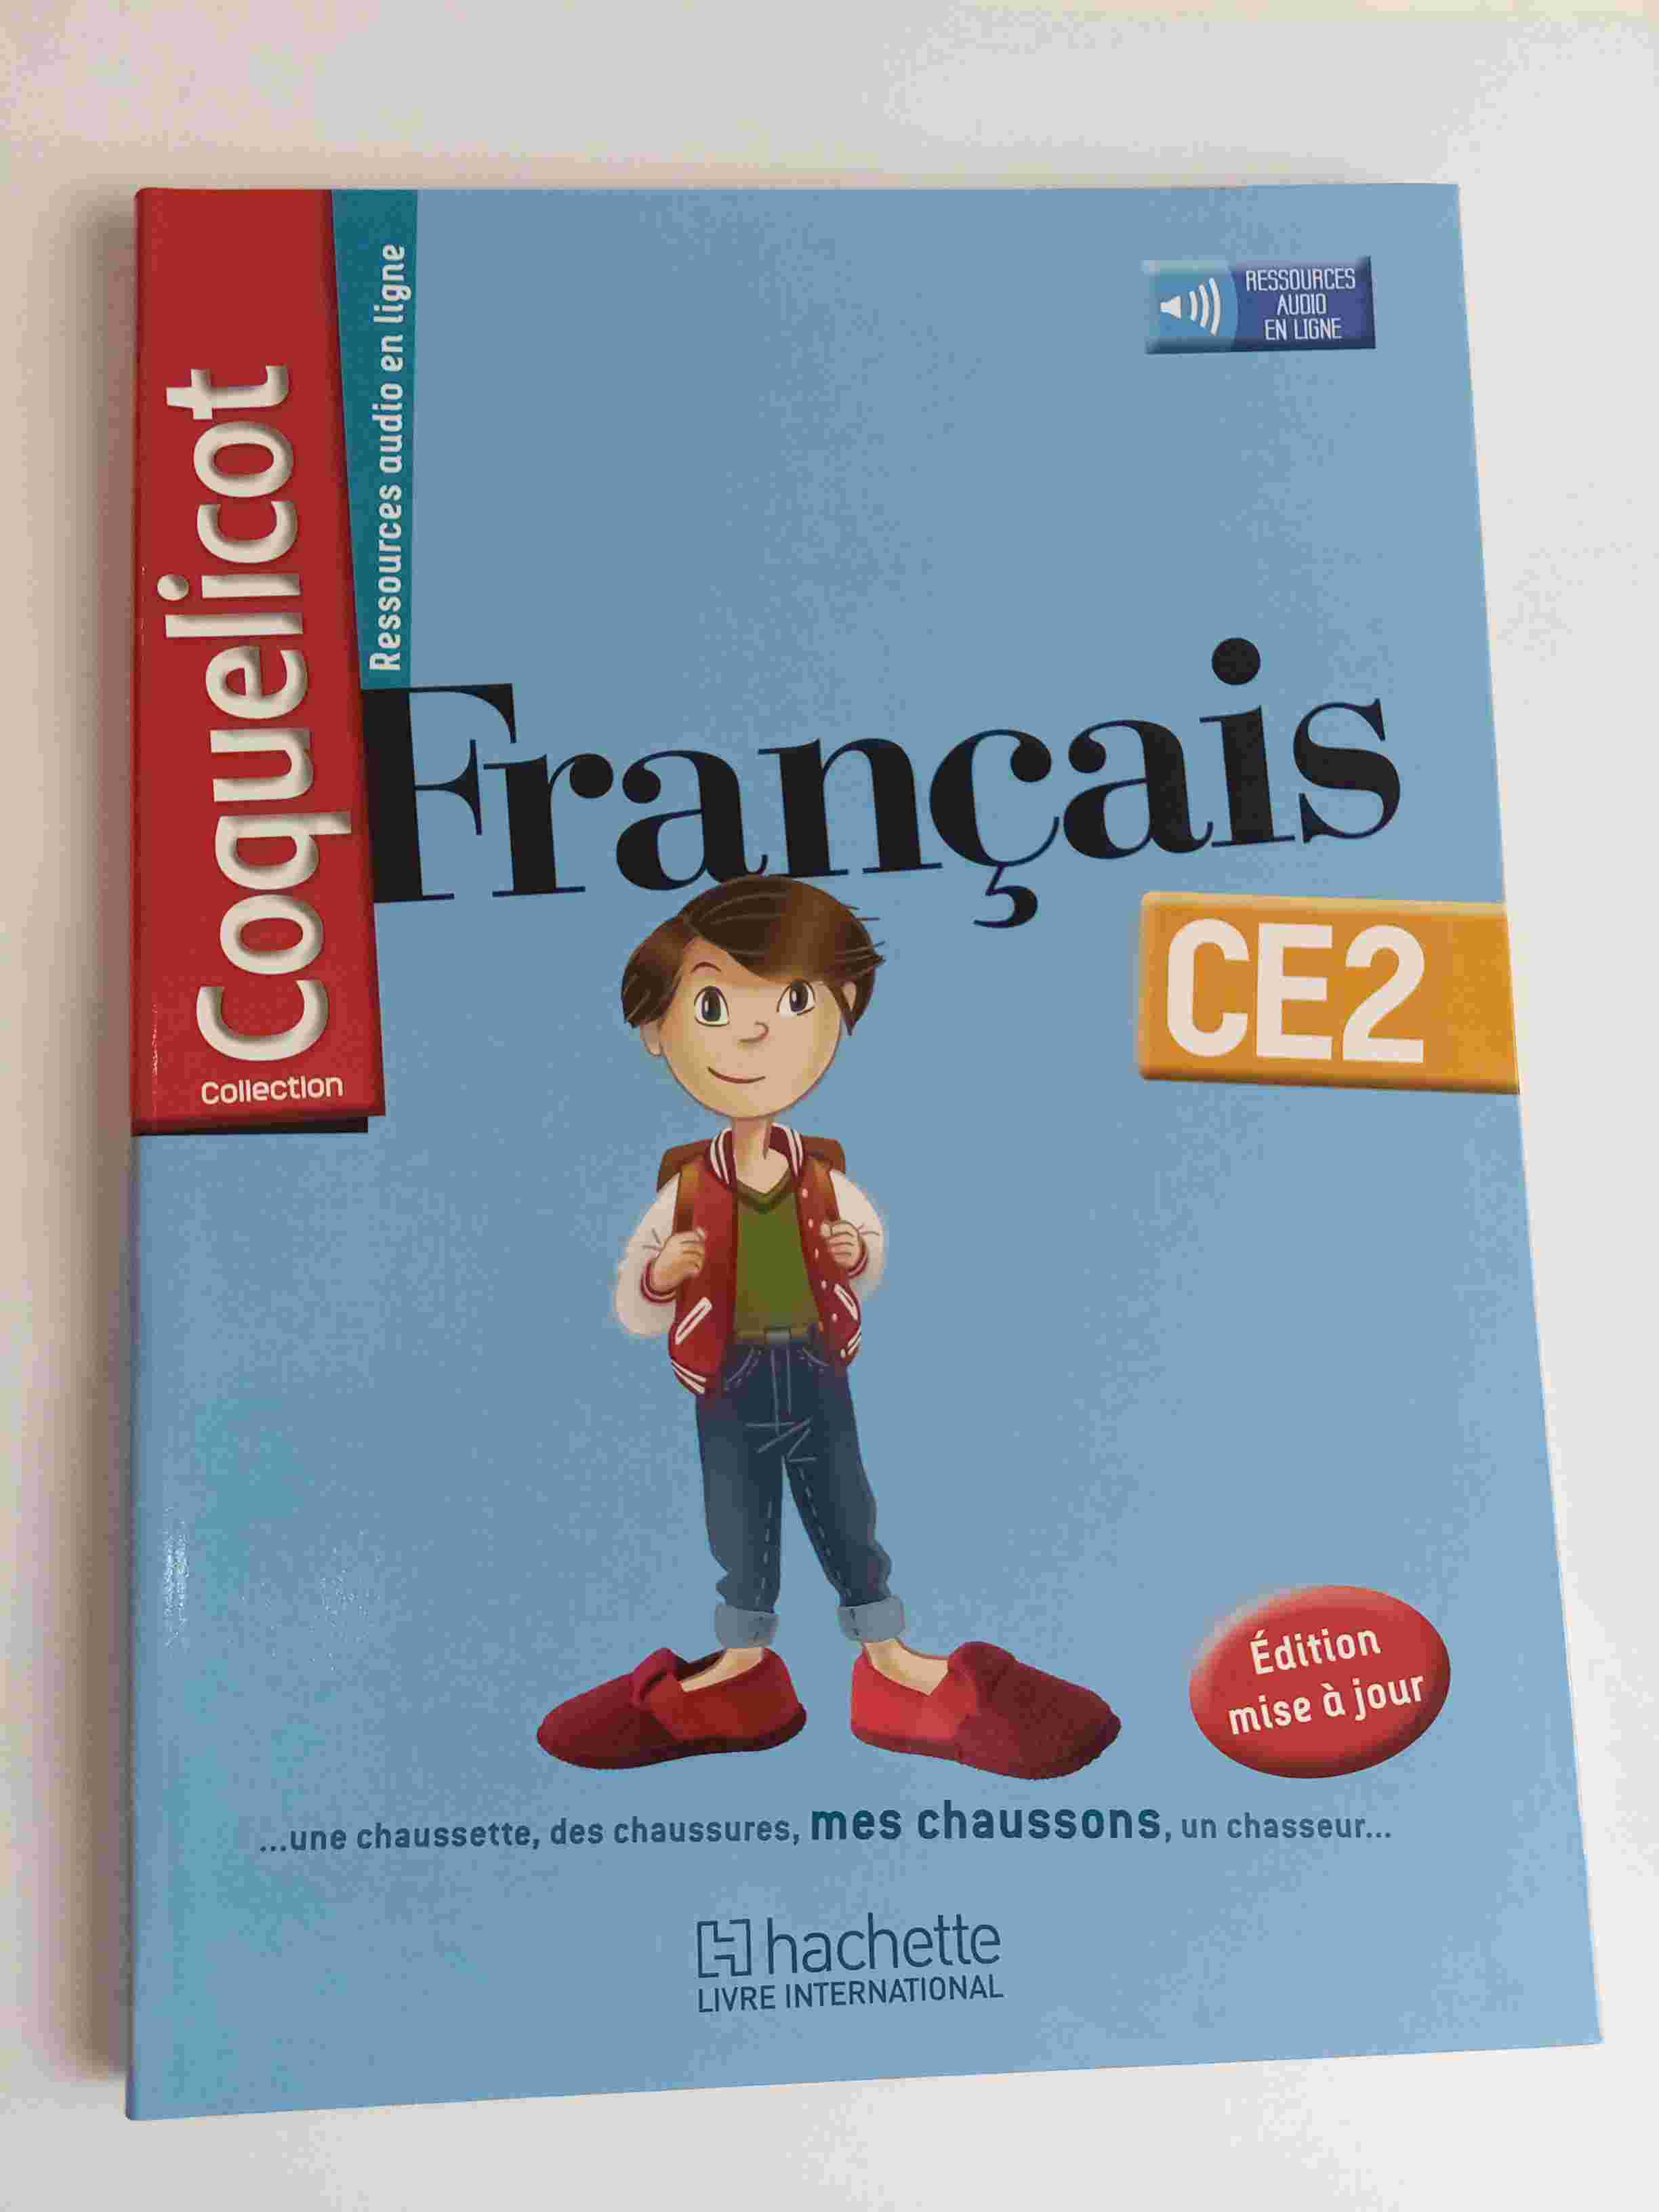 Collection
Coquelicot
Ressources audio en ligne
RESSOURCES
AUDIO
EN LIGNE
Français
CE2
Édition
mise à jour
...une chaussette, des chaussures, mes chaussons, un chasseur...
hachette
LIVRE INTERNATIONAL